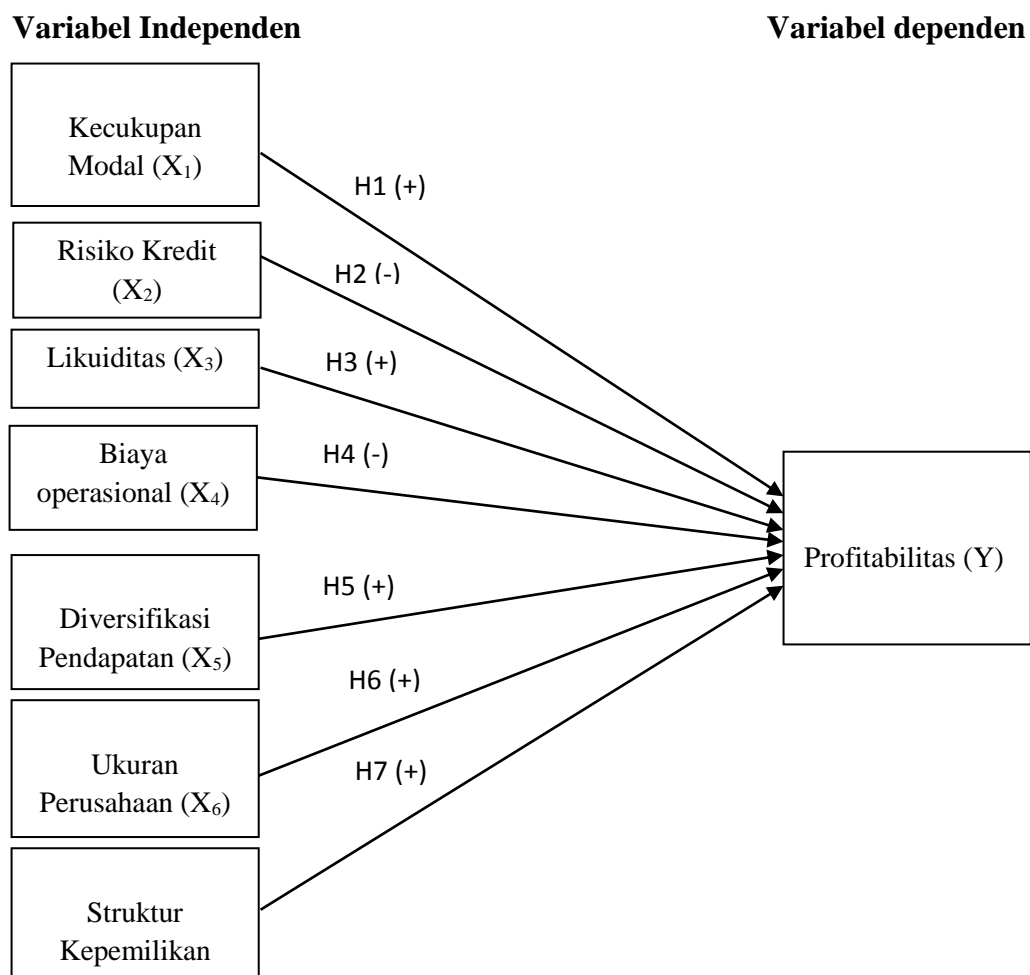 Variabel Independen
Variabel dependen
Kecukupan
Modal (X₁)
H1 (+)
Risiko Kredit
(X₂)
H2 (-)
Likuiditas (X₃)
H3 (+)
Biaya
operasional (X₄)
H4 (-)
Profitabilitas (Y)
Diversifikasi
Pendapatan (X₅)
H5 (+)
Ukuran
Perusahaan (X₆)
H6 (+)
H7 (+)
Struktur
Kepemilikan